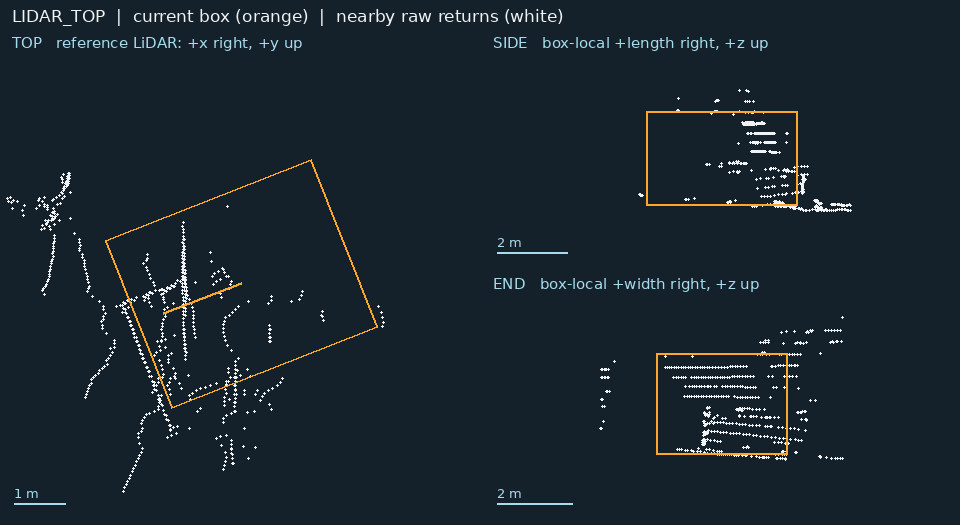 LIDAR_TOP  |  current box (orange)  |  nearby raw returns (white)
TOP   reference LiDAR: +x right, +y up
SIDE   box-local +length right, +z up
2 m
END   box-local +width right, +z up
1 m
2 m